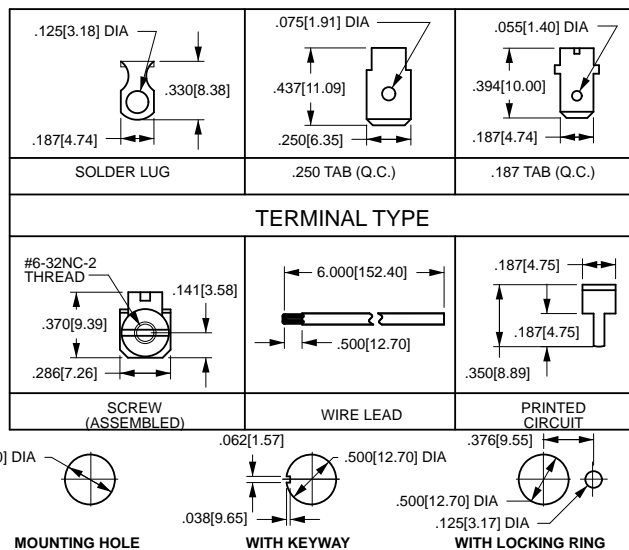 .125[3.18] DIA
.330[8.38]
.187[4.74]
SOLDER LUG
.075[1.91] DIA
.437[11.09]
.250[6.35]
.250 TAB (Q.C.)
.055[1.40] DIA
.394[10.00]
.187[4.74]
.187 TAB (Q.C.)
TERMINAL TYPE
#6-32NC-2
THREAD
.141[3.58]
.370[9.39]
.286[7.26]
SCREW
(ASSEMBLED)
6.000[152.40]
.500[12.70]
WIRE LEAD
.187[4.75]
.187[4.75]
.350[8.89]
PRINTED
CIRCUIT
0] DIA
MOUNTING HOLE
.062[1.57]
.500[12.70] DIA
.038[9.65]
WITH KEYWAY
.376[9.55]
.500[12.70] DIA
.125[3.17] DIA
WITH LOCKING RING